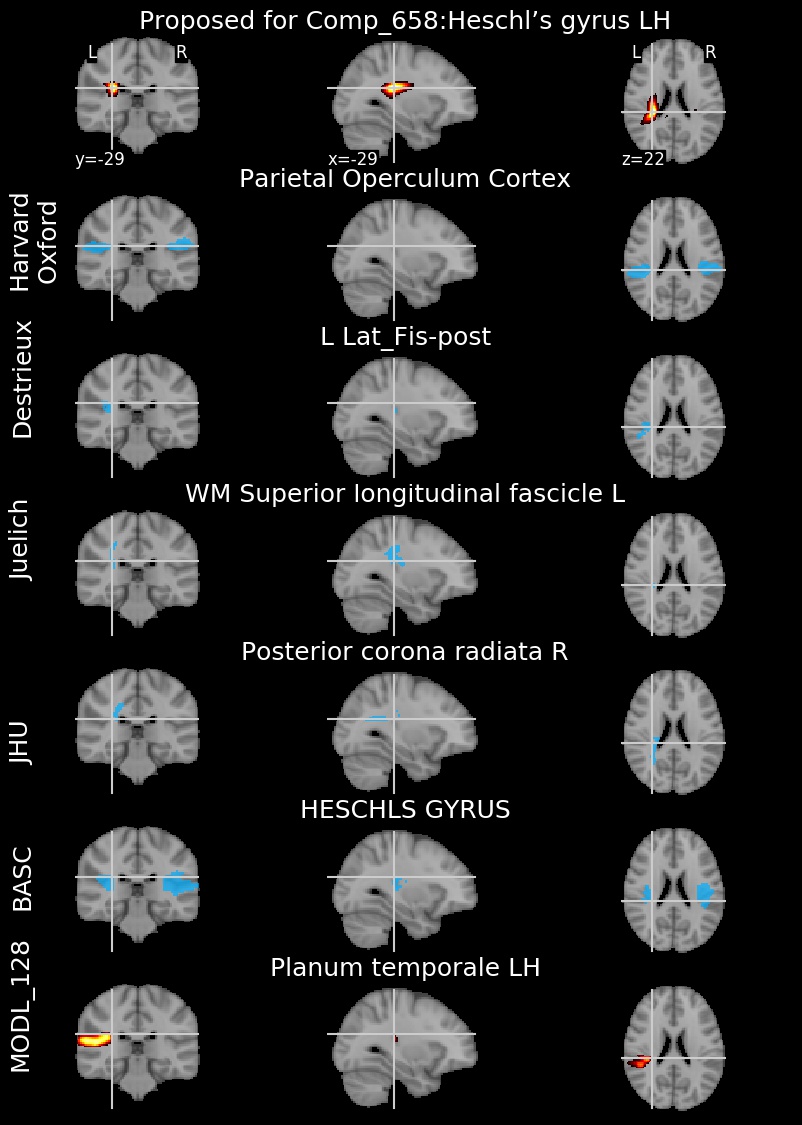 Proposed for Comp_658:Heschl’s gyrus LH
L R
L R
y=-29
x=-29
z=22
Parietal Operculum Cortex
Harvard
Oxford
L Lat_Fis-post
Destrieux
WM Superior longitudinal fascicle L
Juelich
Posterior corona radiata R
JHU
HESCHLS GYRUS
BASC
Planum temporale LH
MODL_128